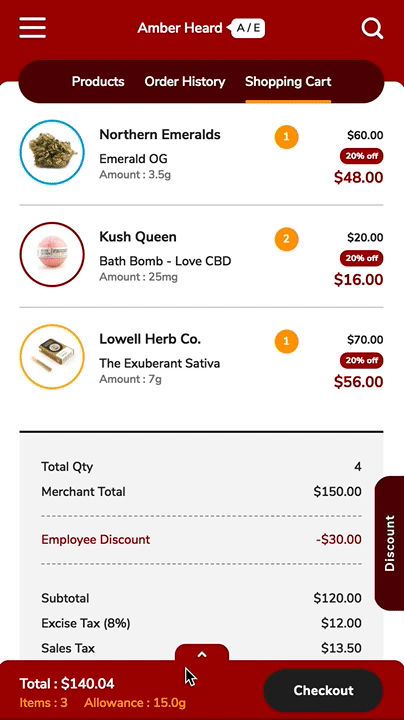 Amber Heard A / E
Products Order History Shopping Cart
Northern Emeralds 1 $60.00
Emerald OG 20% off
Amount : 3.5g $48.00
Kush Queen 2 $20.00
Bath Bomb - Love CBD 20% off
Amount : 25mg $16.00
Lowell Herb Co. 1 $70.00
The Exuberant Sativa 20% off
Amount : 7g $56.00
Total Qty 4
Merchant Total $150.00
Employee Discount -$30.00
Discount
Subtotal $120.00
Excise Tax (8%) $12.00
Sales Tax $13.50
Total : $140.04
Items : 3 Allowance : 15.0g
Checkout